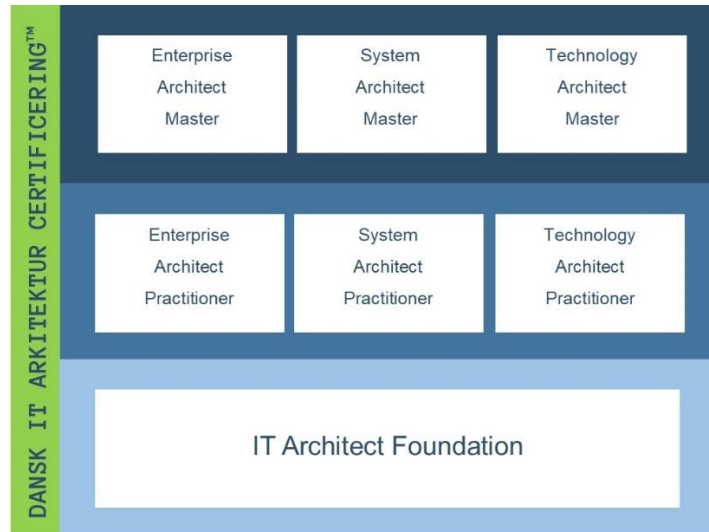 DANSK IT ARKITEKTUR CERTIFICERING™
Enterprise
Architect
Master
System
Architect
Master
Technology
Architect
Master
Enterprise
Architect
Practitioner
System
Architect
Practitioner
Technology
Architect
Practitioner
IT Architect Foundation